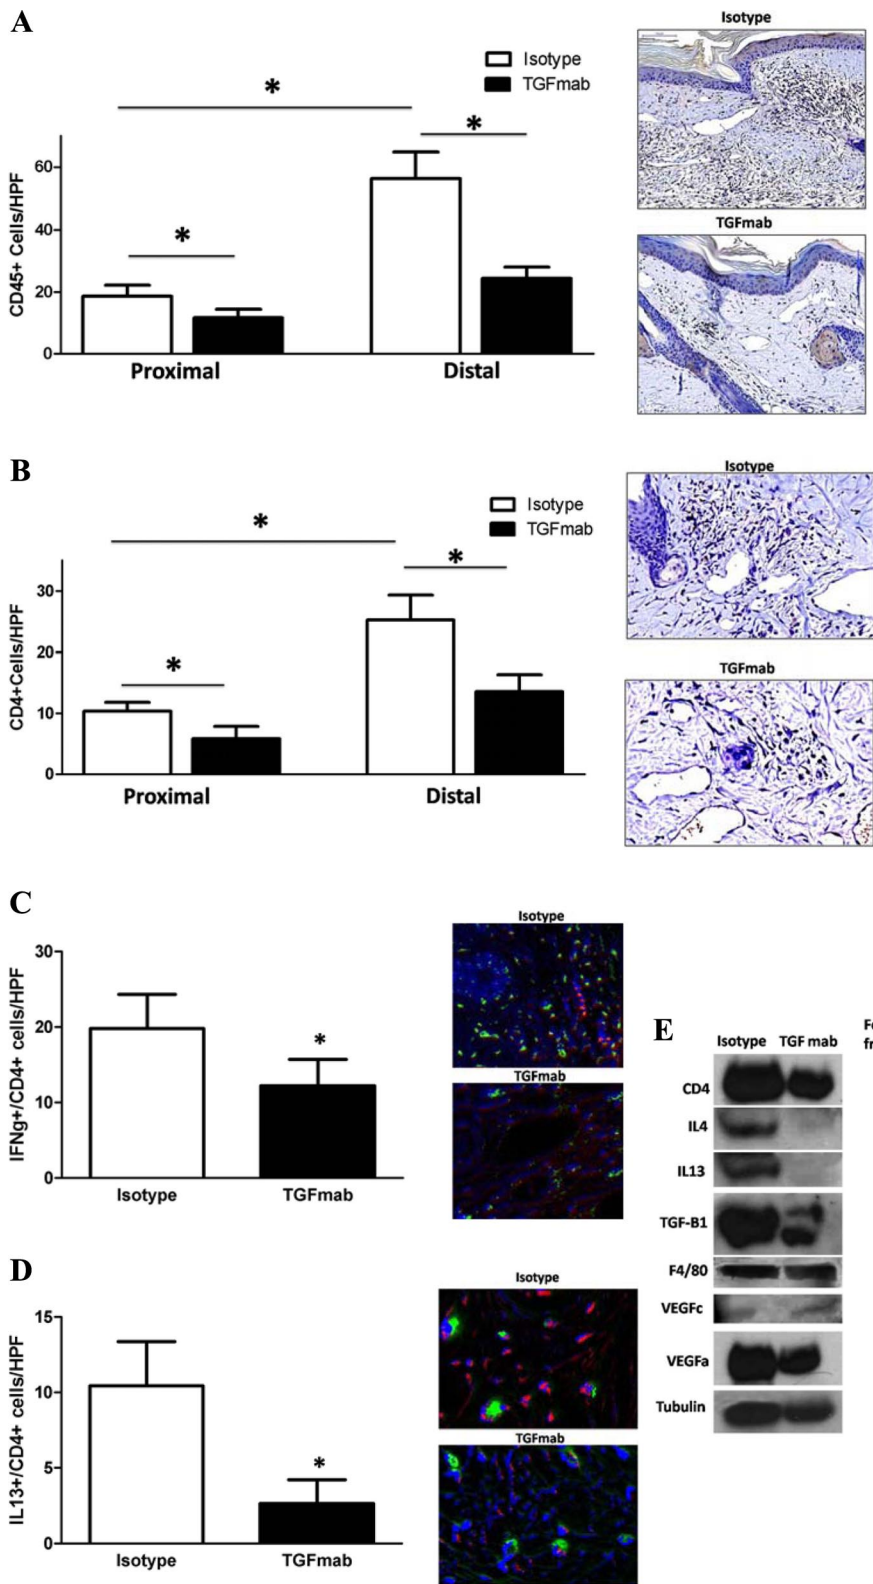 A
Isotype
TGFmab
*
*
*
CD45+ Cells/HPF
60
40
20
0
Proximal
Distal
Isotype
TGFmab
B
Isotype
TGFmab
*
*
*
CD4+Cells/HPF
30
20
10
0
Proximal
Distal
Isotype
TGFmab
C
IFNg+/CD4+ cells/HPF
30
20
10
0
*
Isotype
TGFmab
Isotype
TGFmab
D
IL13+/CD4+ cells/HPF
15
10
5
0
*
Isotype
TGFmab
Isotype
TGFmab
E
Isotype
TGF mab
CD4
IL4
IL13
TGF-B1
F4/80
VEGFc
VEGFa
Tubulin